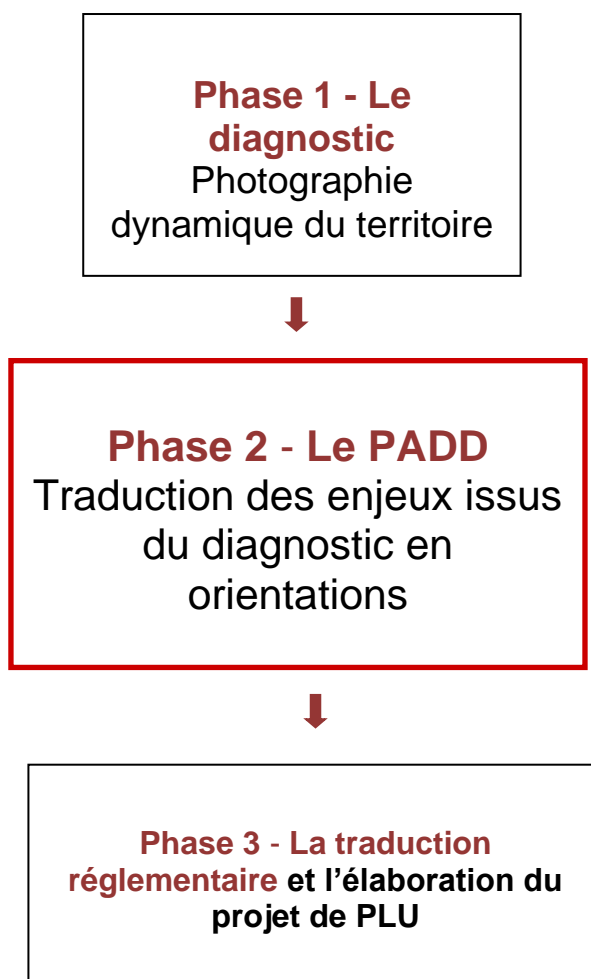 Phase 1 - Le
diagnostic
Photographie
dynamique du territoire
Phase 2 - Le PADD
Traduction des enjeux issus
du diagnostic en
orientations
Phase 3 - La traduction
réglementaire et l’élaboration du
projet de PLU